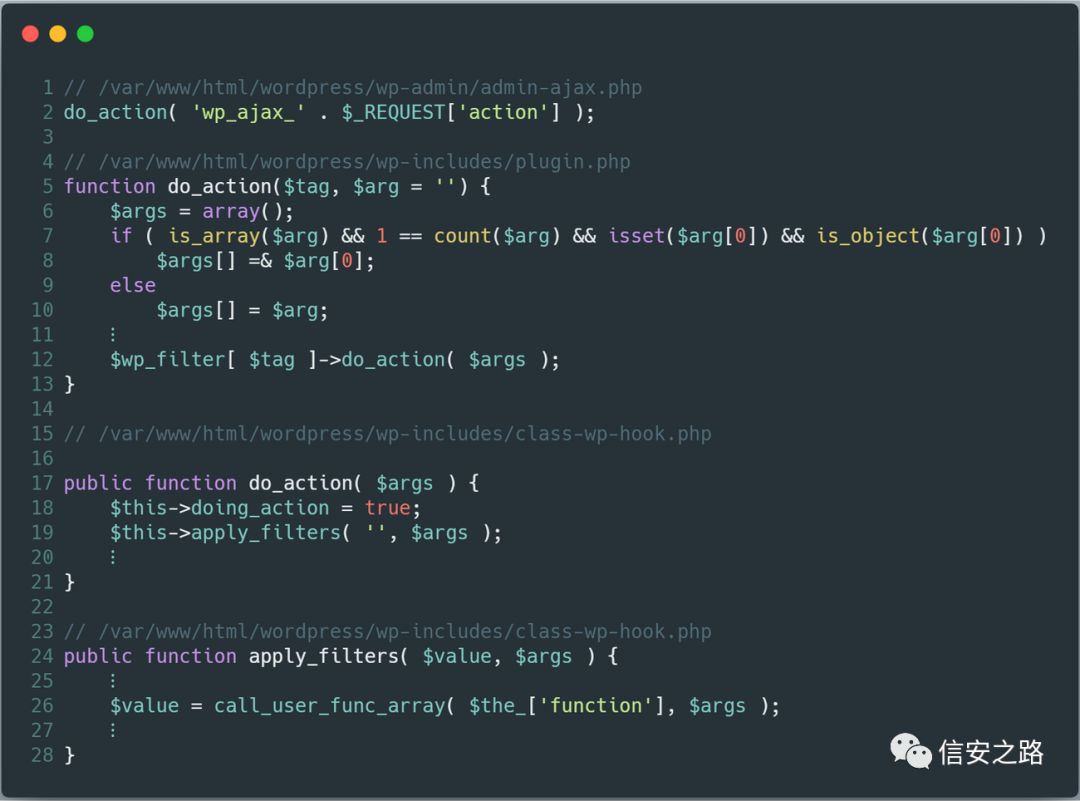 1 // /var/www/html/wordpress/wp-admin/admin-ajax.php
2 do_action( 'wp_ajax_' . $_REQUEST['action'] );
3
4 // /var/www/html/wordpress/wp-includes/plugin.php
5 function do_action($tag, $arg = '') {
6     $args = array();
7     if ( is_array($arg) && 1 == count($arg) && isset($arg[0]) && is_object($arg[0]) )
8         $args[] =& $arg[0];
9     else
10         $args[] = $arg;
11     ⋮
12     $wp_filter[ $tag ]->do_action( $args );
13 }
14
15 // /var/www/html/wordpress/wp-includes/class-wp-hook.php
16
17 public function do_action( $args ) {
18     $this->doing_action = true;
19     $this->apply_filters( '', $args );
20     ⋮
21 }
22
23 // /var/www/html/wordpress/wp-includes/class-wp-hook.php
24 public function apply_filters( $value, $args ) {
25     ⋮
26     $value = call_user_func_array( $the_['function'], $args );
27     ⋮
28 }
信安之路